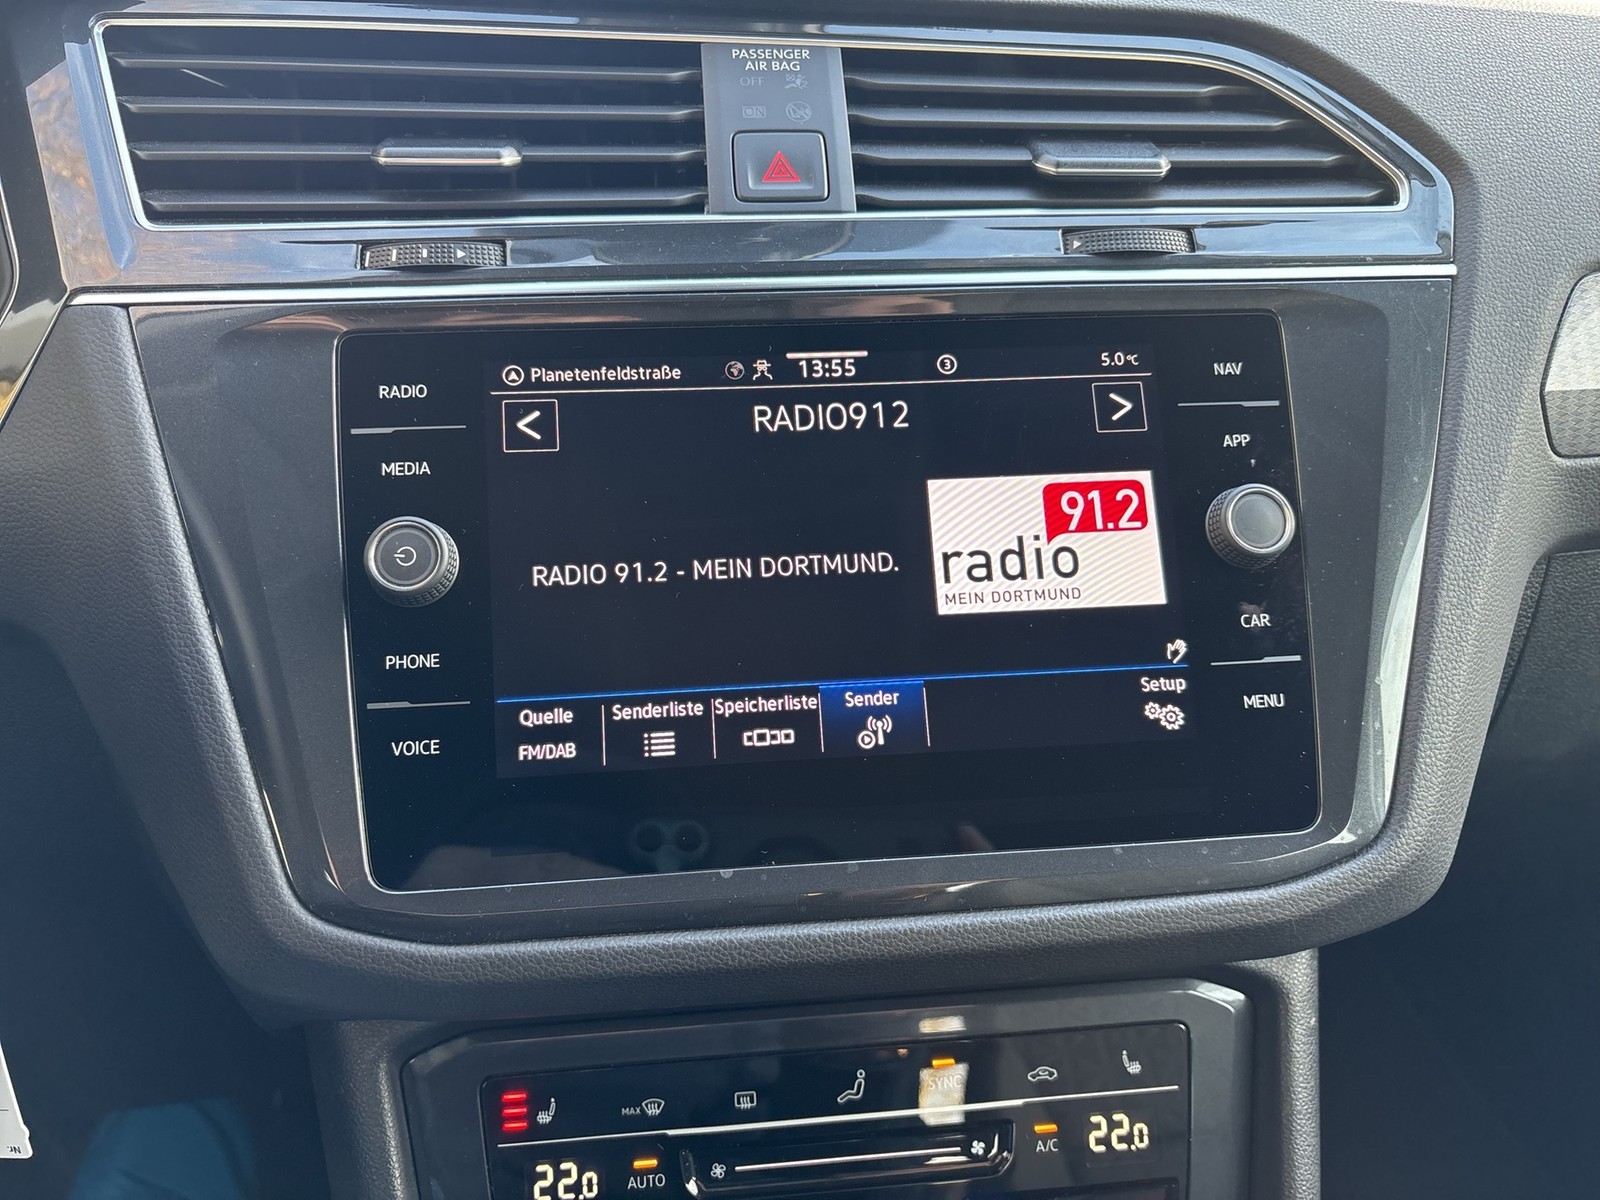 PASSENGER
AIR BAG
OFF
ON
RADIO
MEDIA
PHONE
VOICE
Planetenfeldstraße
13:55
3
5.0°C
RADIO912
RADIO 91.2 - MEIN DORTMUND.
91.2
radio
MEIN DORTMUND
Quelle
FM/DAB
Senderliste
Speicherliste
Sender
Setup
NAV
APP
CAR
MENU
MAX
SYNC
22.0
AUTO
A/C
22.0
Nr.